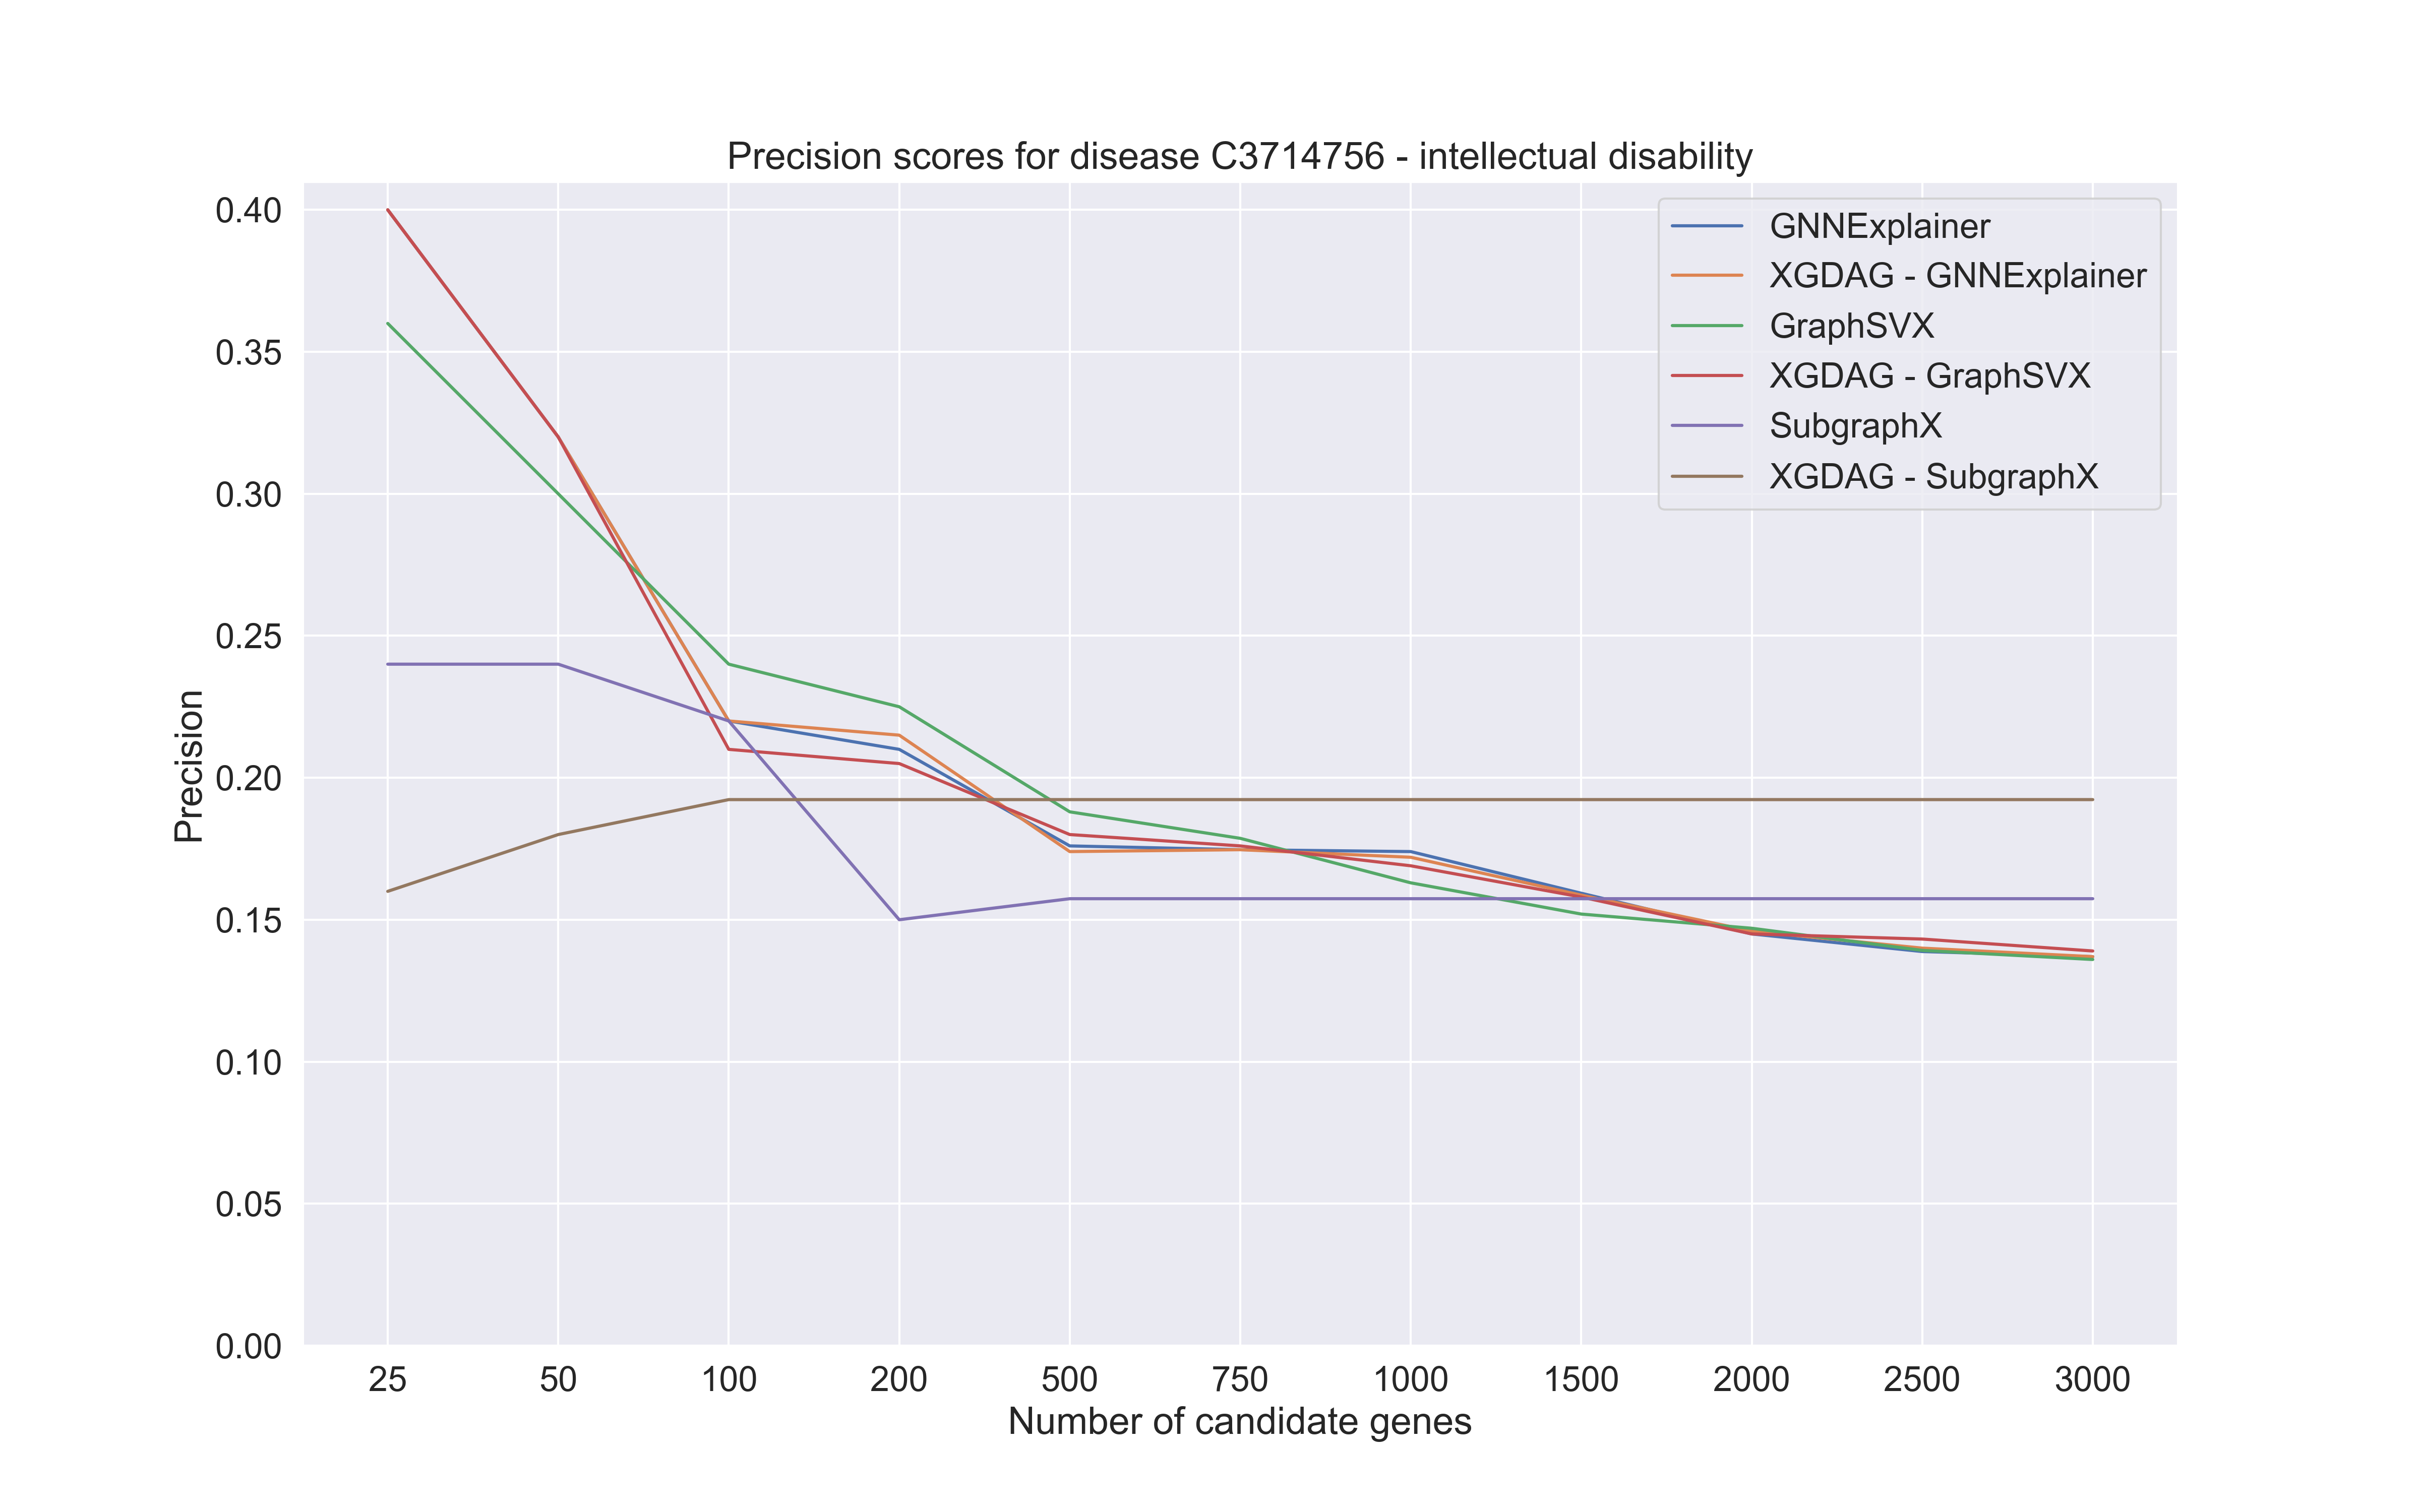 Precision scores for disease C3714756 - intellectual disability
GNNExplainer
XGDAG - GNNExplainer
GraphSVX
XGDAG - GraphSVX
SubgraphX
XGDAG - SubgraphX
Precision
0.40
0.35
0.30
0.25
0.20
0.15
0.10
0.05
0.00
25 50 100 200 500 750 1000 1500 2000 2500 3000
Number of candidate genes